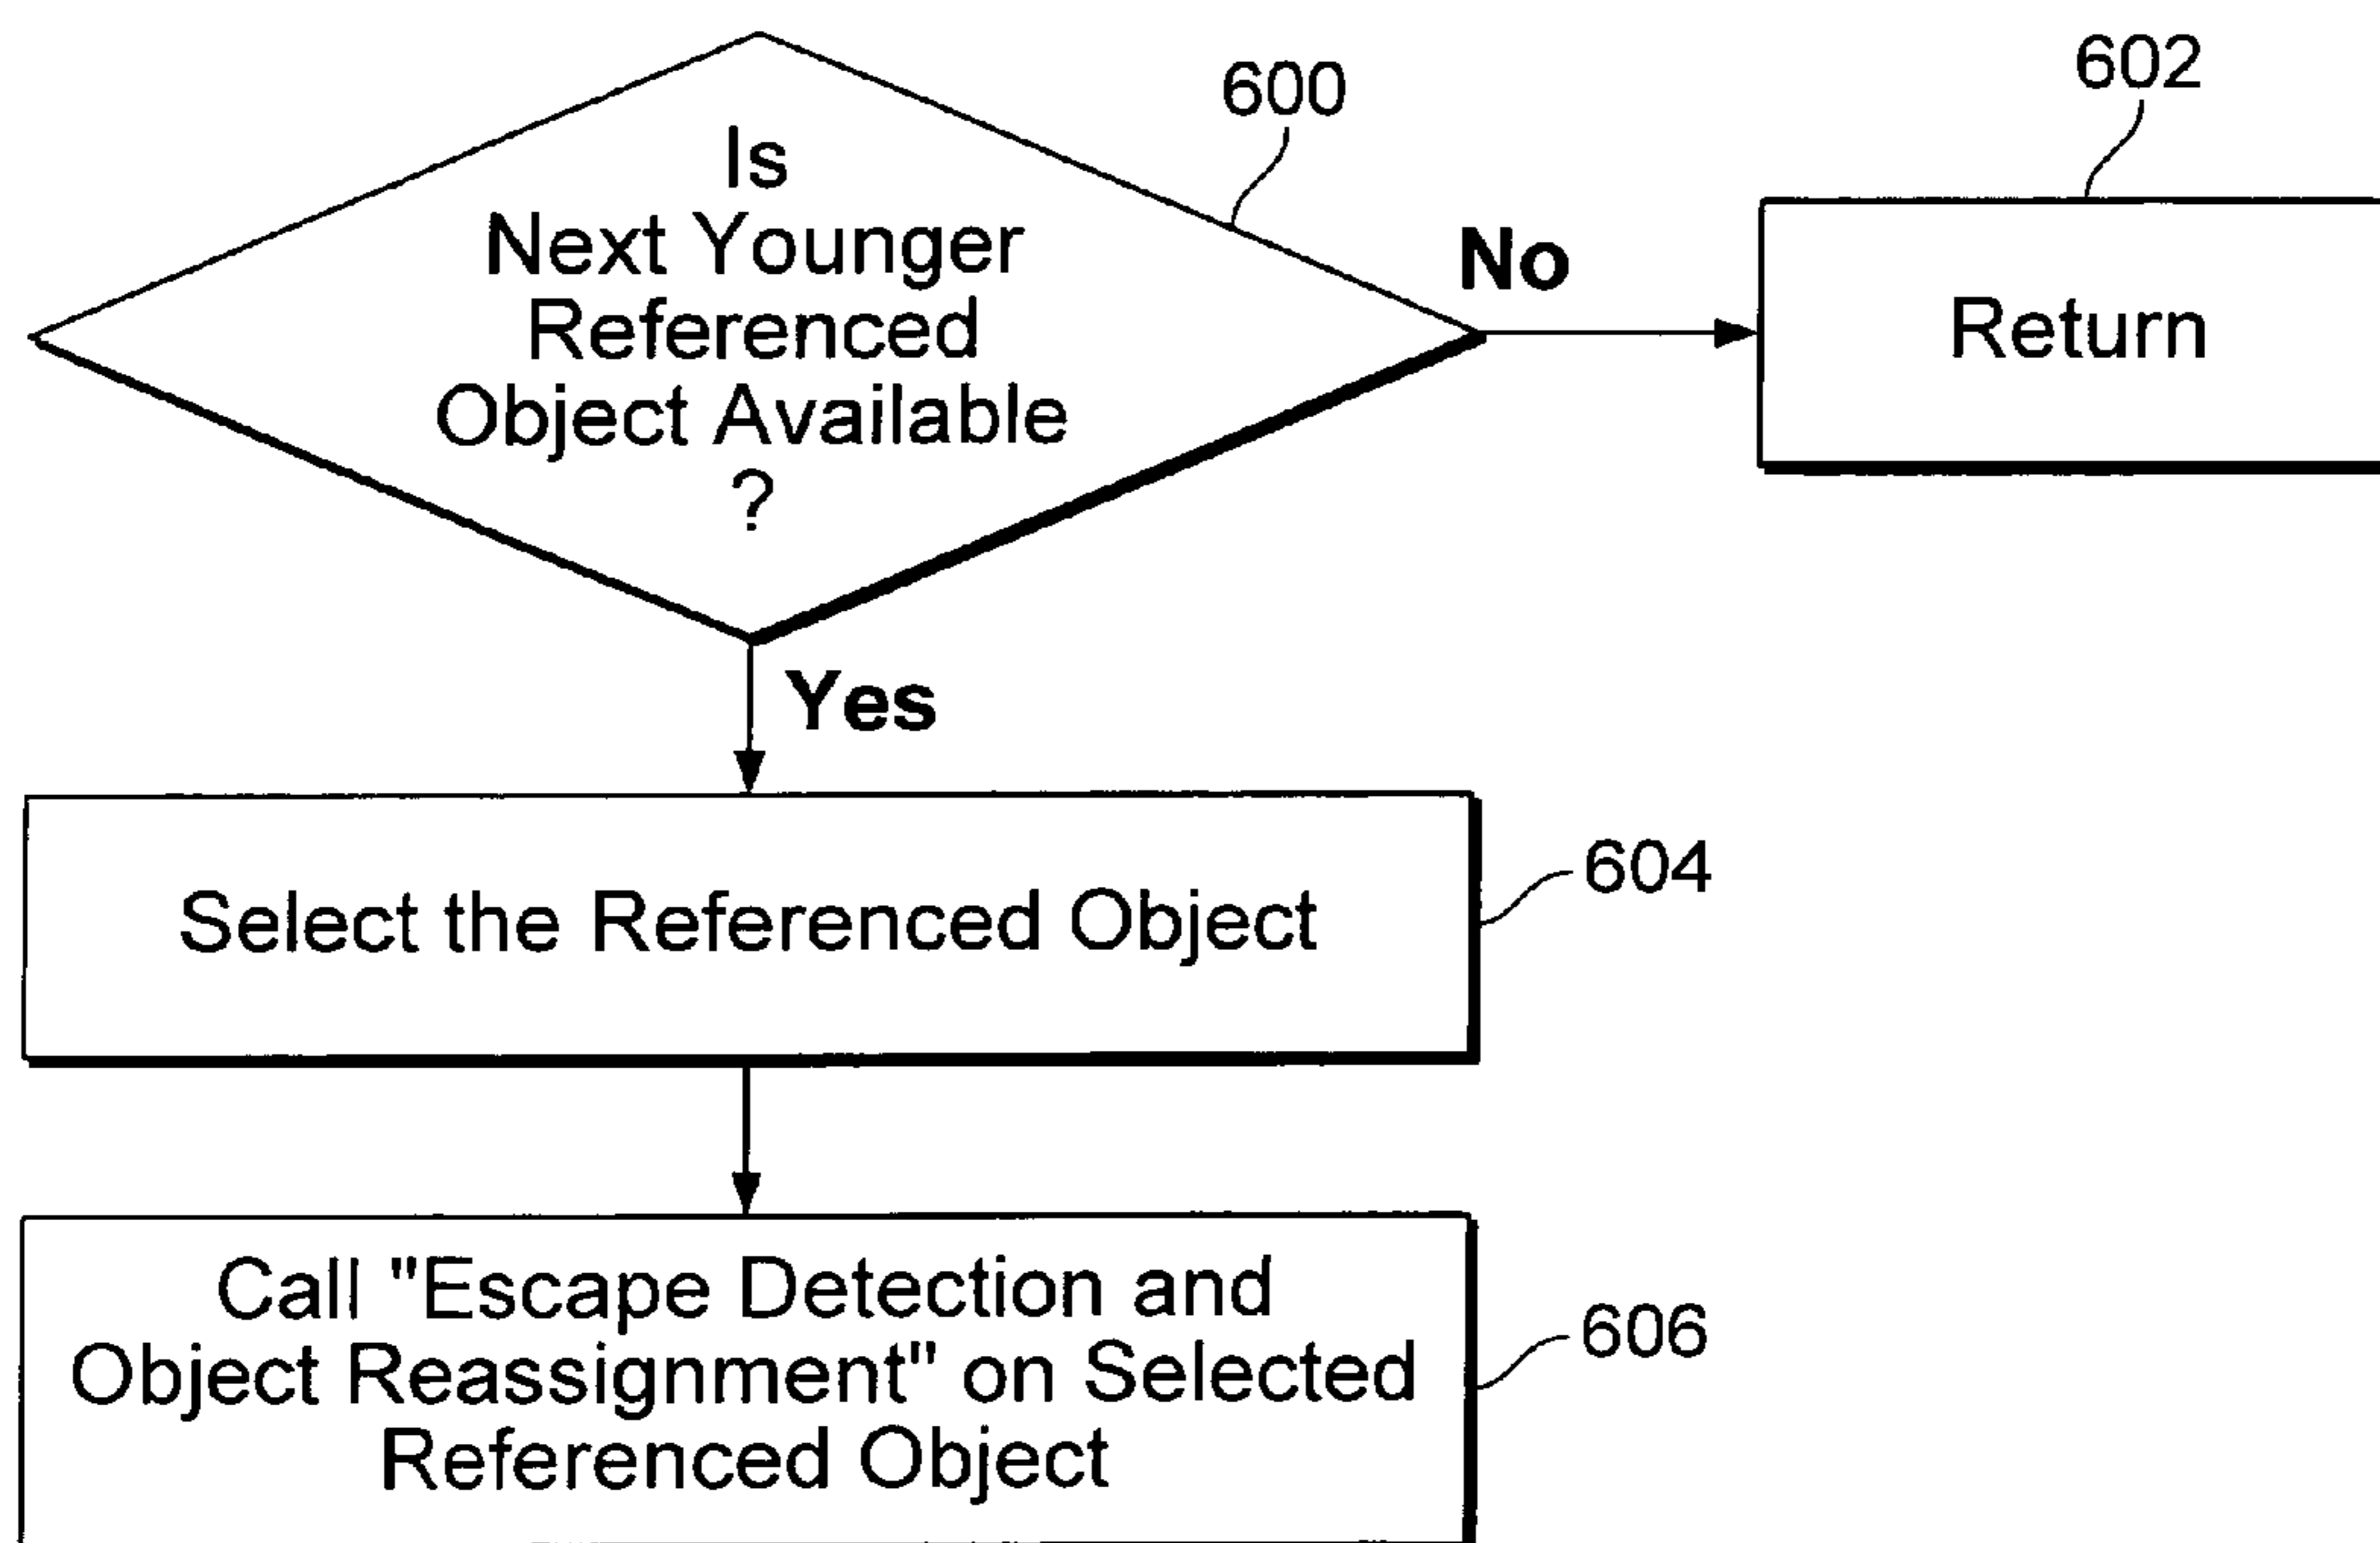 600
602
Is
Next Younger
Referenced
Object Available
?
No
Return
Yes
Select the Referenced Object
604
Call "Escape Detection and
Object Reassignment" on Selected
Referenced Object
606